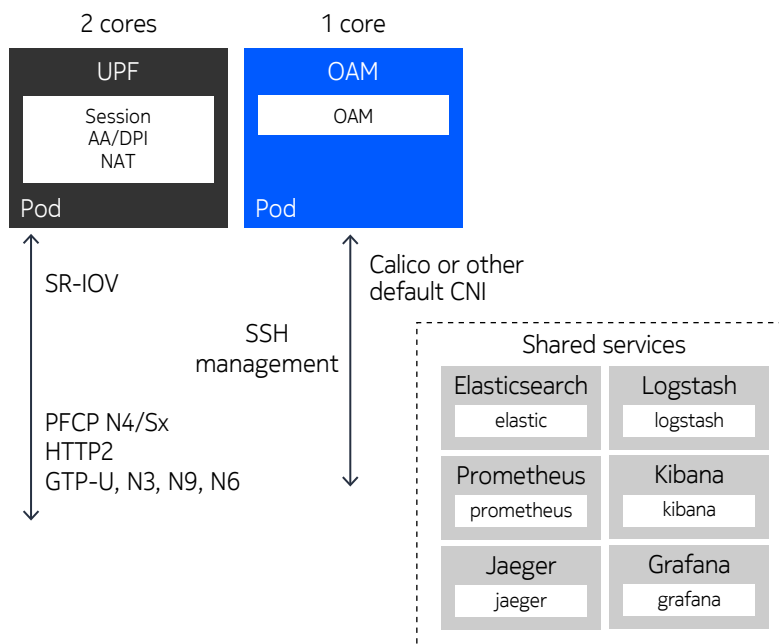 2 cores
1 core
UPF
Session
AA/DPI
NAT
Pod
OAM
OAM
Pod
SR-IOV
PFCP N4/Sx
HTTP2
GTP-U, N3, N9, N6
Calico or other
default CNI
SSH
management
Shared services
Elasticsearch
elastic
Logstash
logstash
Prometheus
prometheus
Kibana
kibana
Jaeger
jaeger
Grafana
grafana